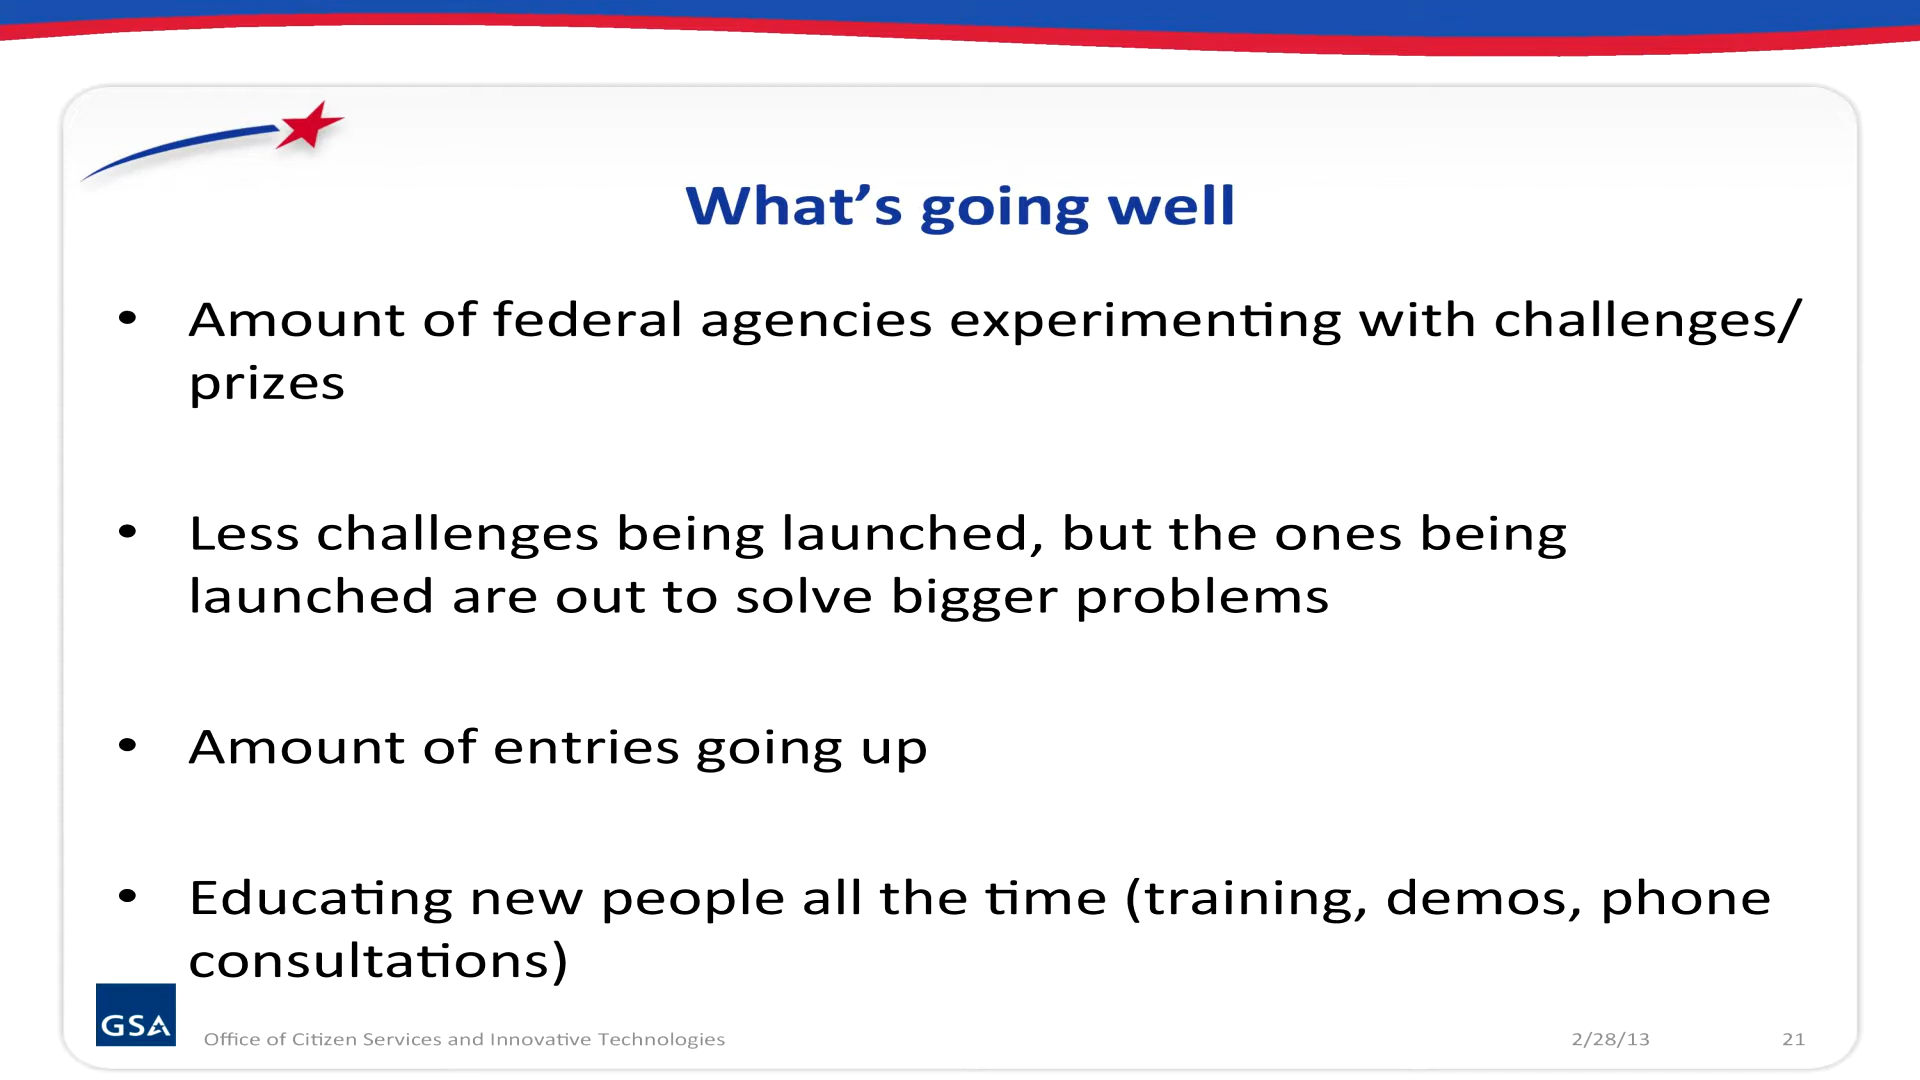 What’s going well
• Amount of federal agencies experimenting with challenges/
prizes
• Less challenges being launched, but the ones being
launched are out to solve bigger problems
• Amount of entries going up
• Educating new people all the time (training, demos, phone
consultations)
GSA
Office of Citizen Services and Innovative Technologies
2/28/13
21